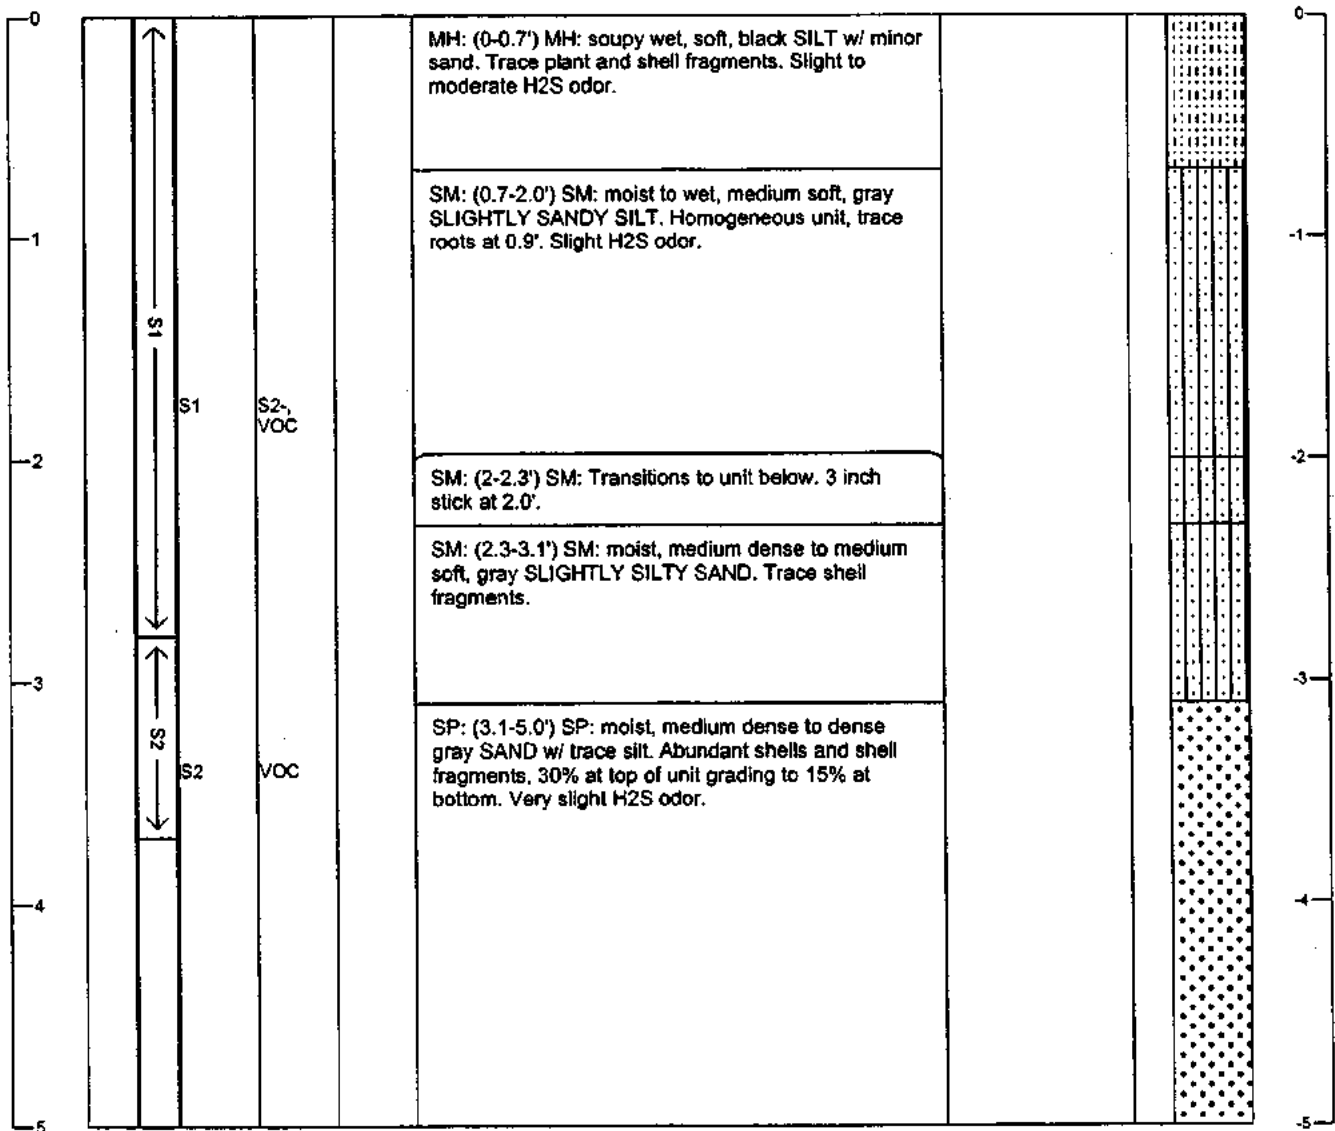 0
MH: (0-0.7') MH: soupy wet, soft, black SILT w/ minor
sand. Trace plant and shell fragments. Slight to
moderate H2S odor.
SM: (0.7-2.0') SM: moist to wet, medium soft, gray
SLIGHTLY SANDY SILT. Homogeneous unit, trace
roots at 0.9'. Slight H2S odor.
1
S1
S1
S2-,
VOC
2
SM: (2-2.3') SM: Transitions to unit below. 3 inch
stick at 2.0'.
SM: (2.3-3.1') SM: moist, medium dense to medium
soft, gray SLIGHTLY SILTY SAND. Trace shell
fragments.
3
SP: (3.1-5.0') SP: moist, medium dense to dense
gray SAND w/ trace silt. Abundant shells and shell
fragments, 30% at top of unit grading to 15% at
bottom. Very slight H2S odor.
S2
S2
VOC
4
5
0
-1
-2
-3
-4
-5